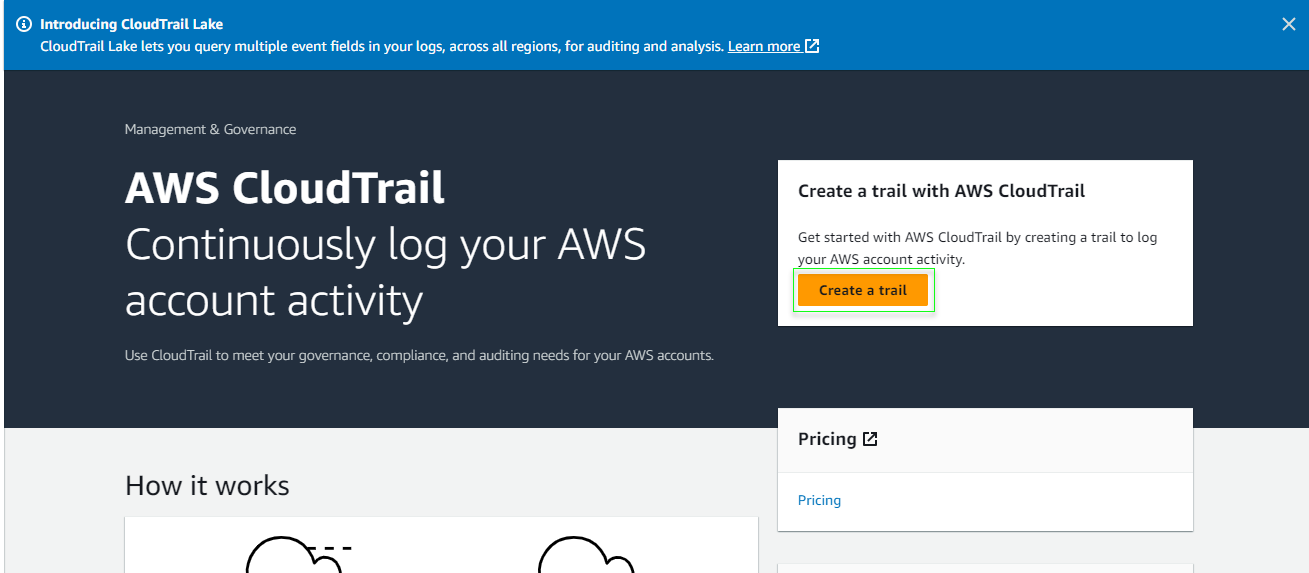 Introducing CloudTrail Lake
CloudTrail Lake lets you query multiple event fields in your logs, across all regions, for auditing and analysis. Learn more
Management & Governance
AWS CloudTrail
Continuously log your AWS
account activity
Use CloudTrail to meet your governance, compliance, and auditing needs for your AWS accounts.
Create a trail with AWS CloudTrail
Get started with AWS CloudTrail by creating a trail to log
your AWS account activity.
Create a trail
Pricing
Pricing
How it works